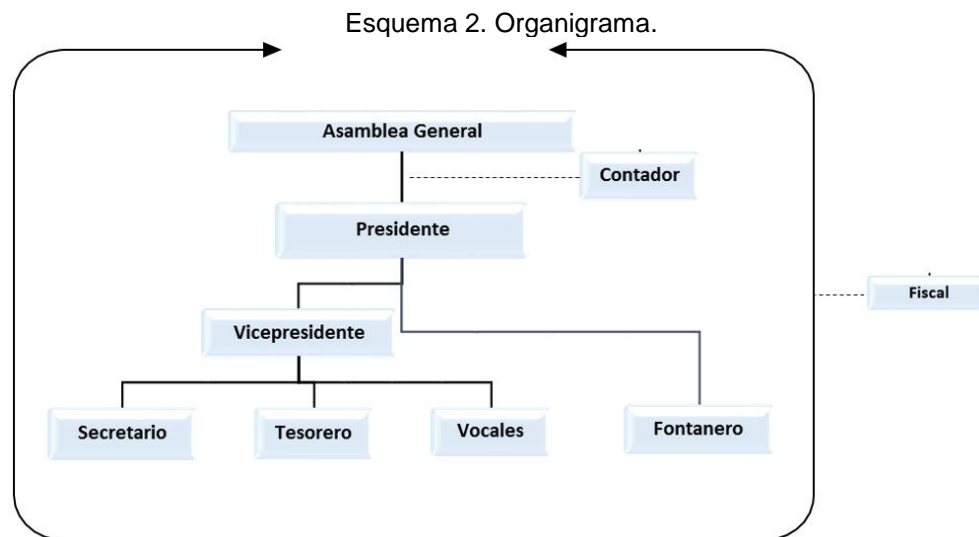 Esquema 2. Organigrama.
Asamblea General
Contador
Presidente
Fiscal
Vicepresidente
Secretario
Tesorero
Vocales
Fontanero